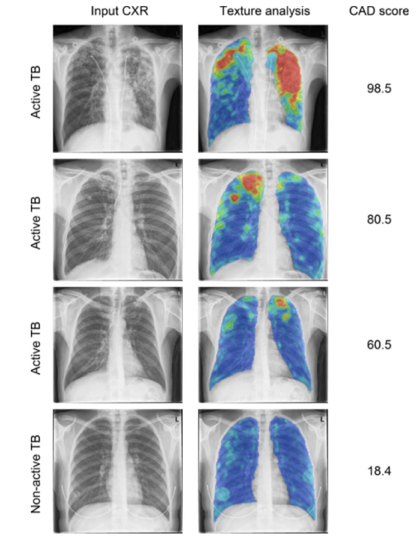 Input CXR Texture analysis CAD score
Active TB 98.5
L
Active TB 80.5
Active TB 60.5
L
Non-active TB 18.4